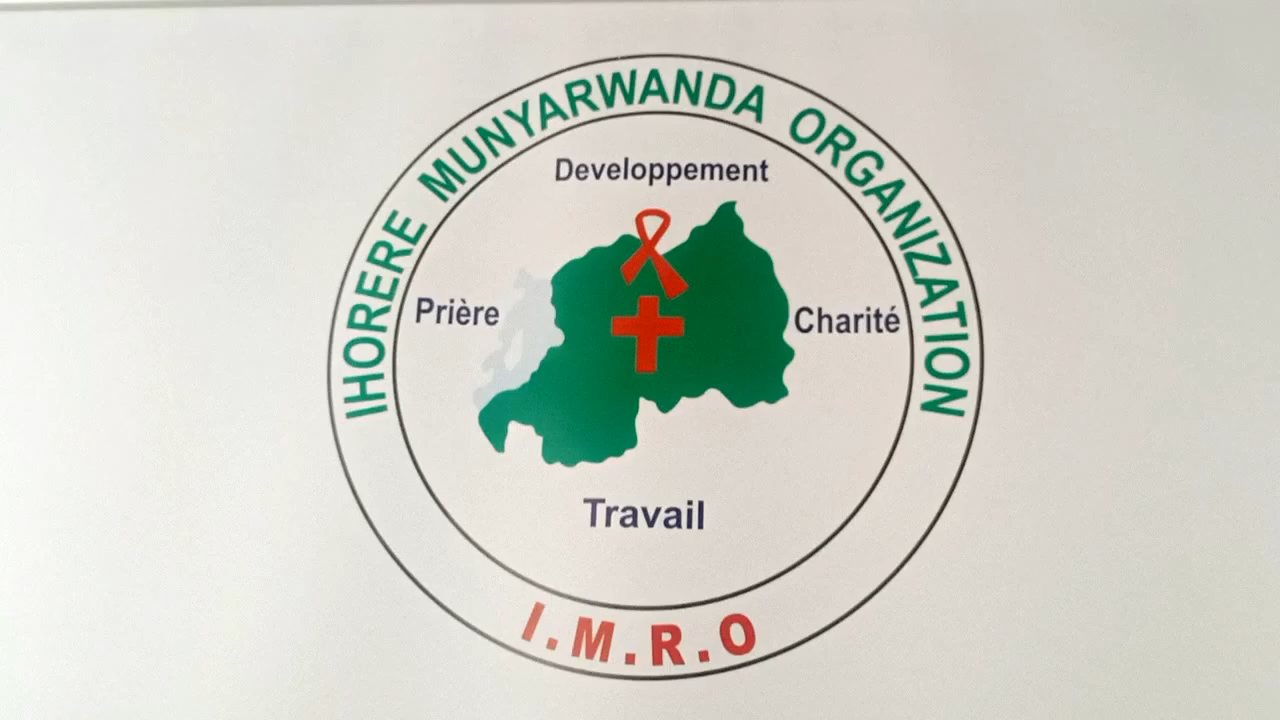 IHORERE MUNYARWANDA ORGANIZATION
Developpement
Prière
Charité
Travail
I.M.R.O